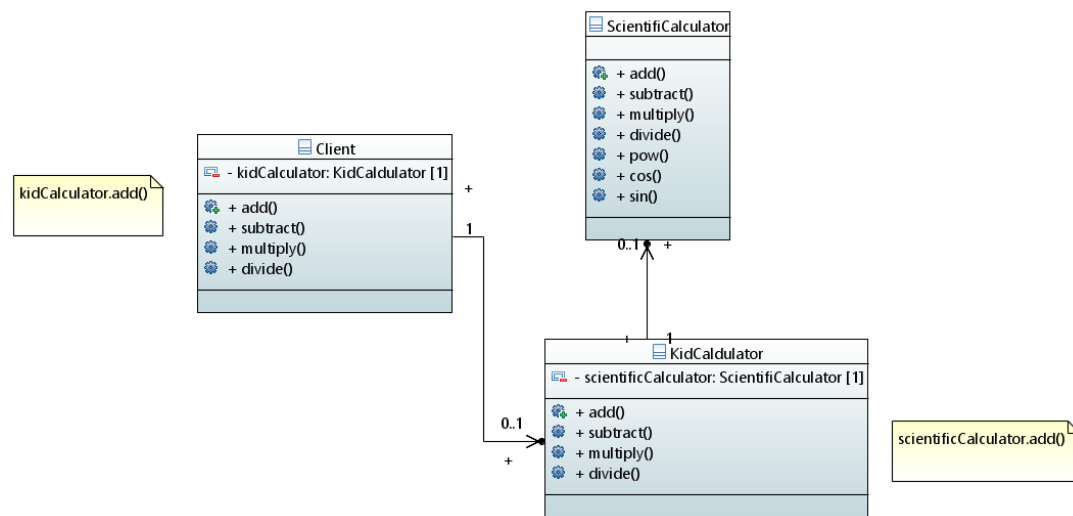 ScientifiCalculator
+ add()
+ subtract()
+ multiply()
+ divide()
+ pow()
+ cos()
+ sin()
0..1
+
Client
- kidCalculator: KidCaldulator [1]
+ add()
+ subtract()
+ multiply()
+ divide()
+
1
kidCalculator.add()
0..1
+
+
1
KidCaldulator
- scientificCalculator: ScientifiCalculator [1]
+ add()
+ subtract()
+ multiply()
+ divide()
scientificCalculator.add()